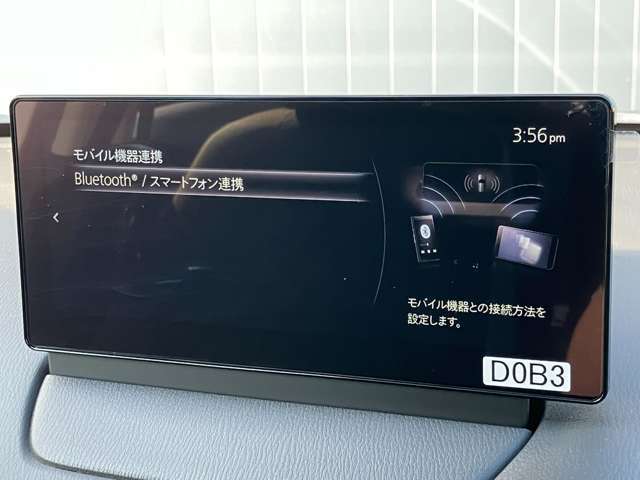 3:56 pm
モバイル機器連携
Bluetooth® / スマートフォン連携
モバイル機器との接続方法を
設定します。
D0B3